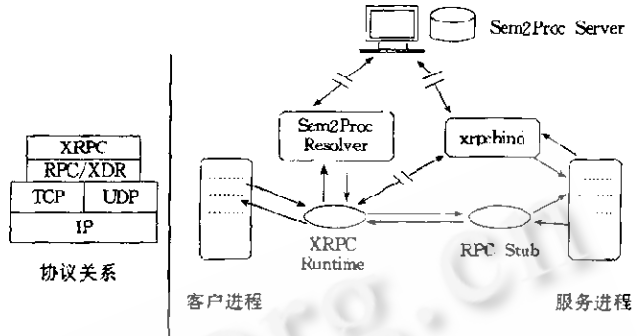 Sem2Proc Server
Sem2Proc
Resolver
xrpcbind
XRPC
RPC/XDR
TCP
UDP
IP
协议关系
XRPC
Runtime
RPC Stub
客户进程
服务进程